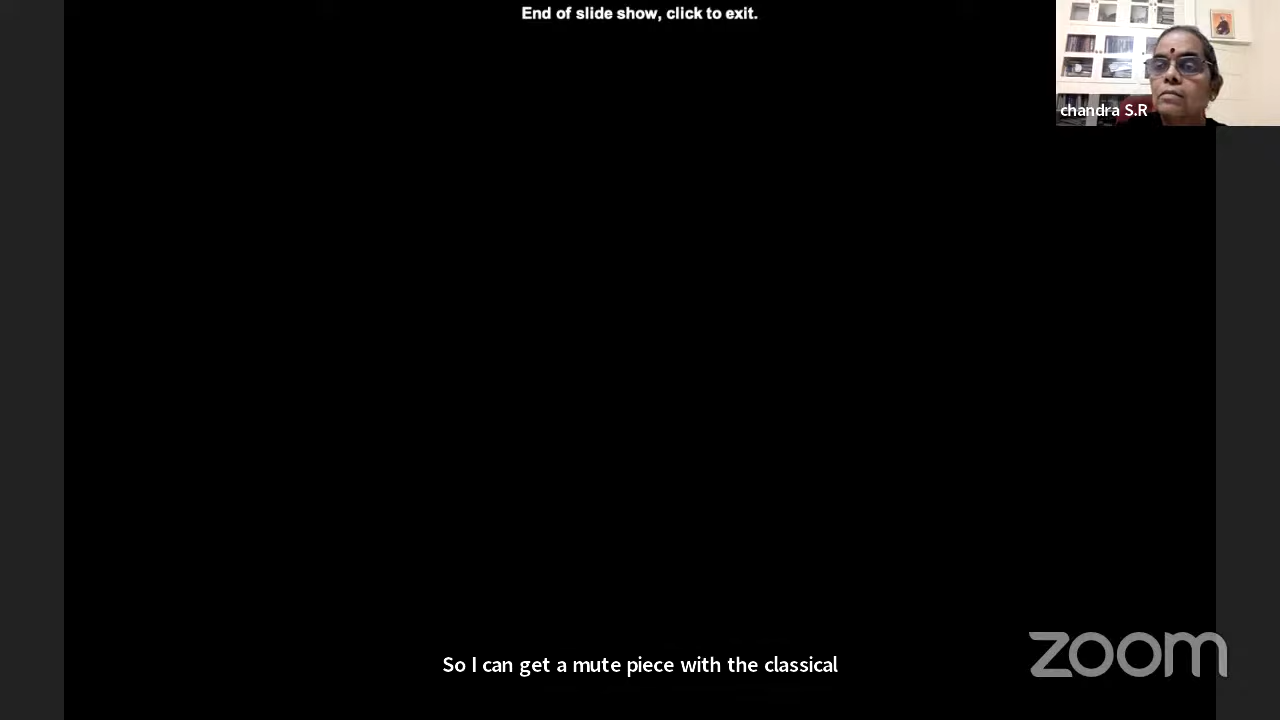 End of slide show, click to exit.
chandra S.R
So I can get a mute piece with the classical
zoom